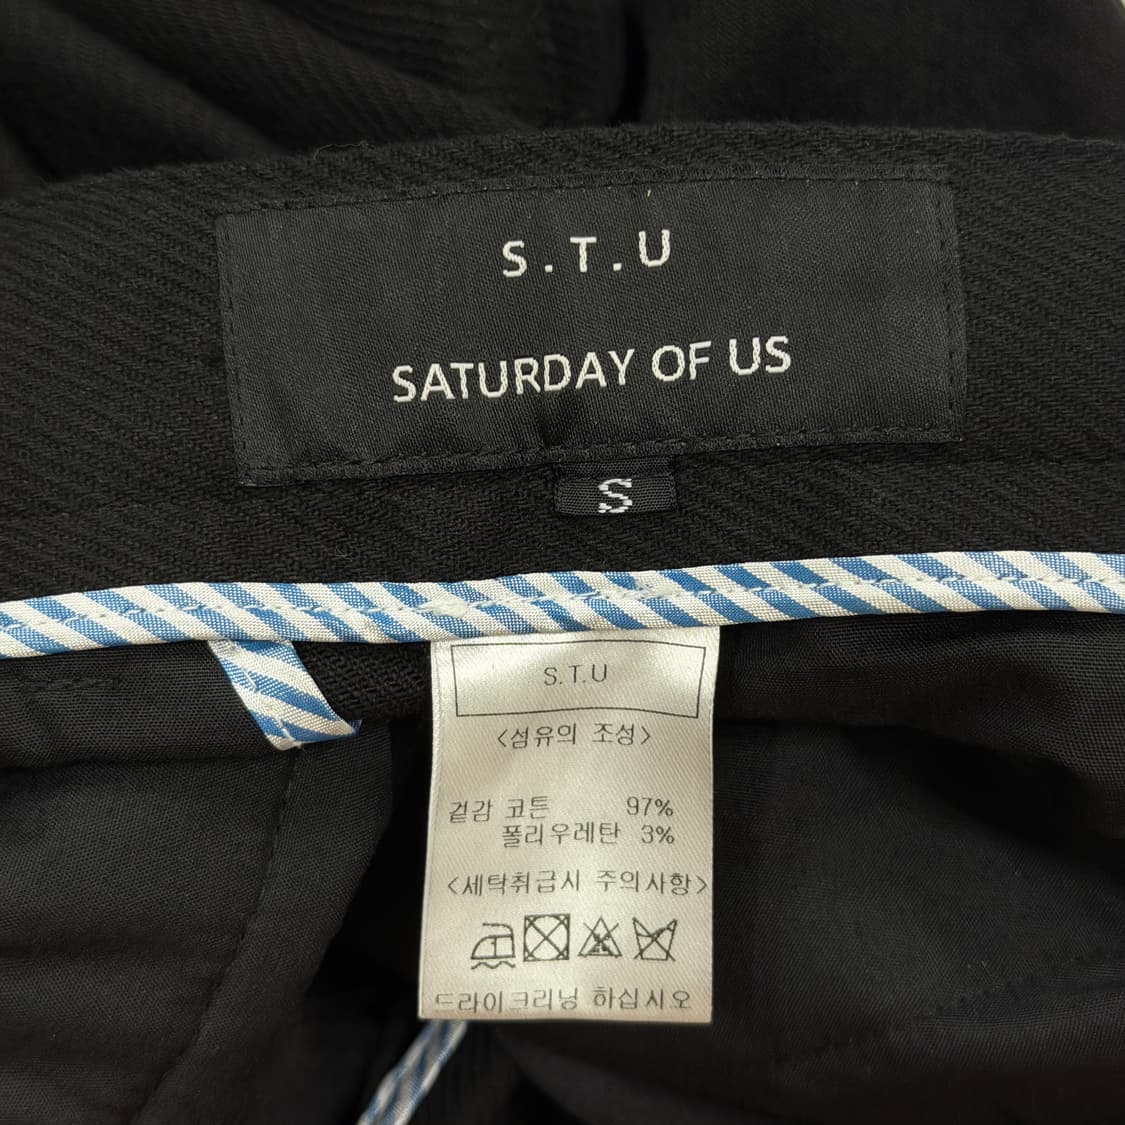 S.T.U
SATURDAY OF US
S
S.T.U
<섬유의 조성>
겉감 코튼 97%
폴리우레탄 3%
<세탁취급시 주의사항>
드라이크리닝 하십시오